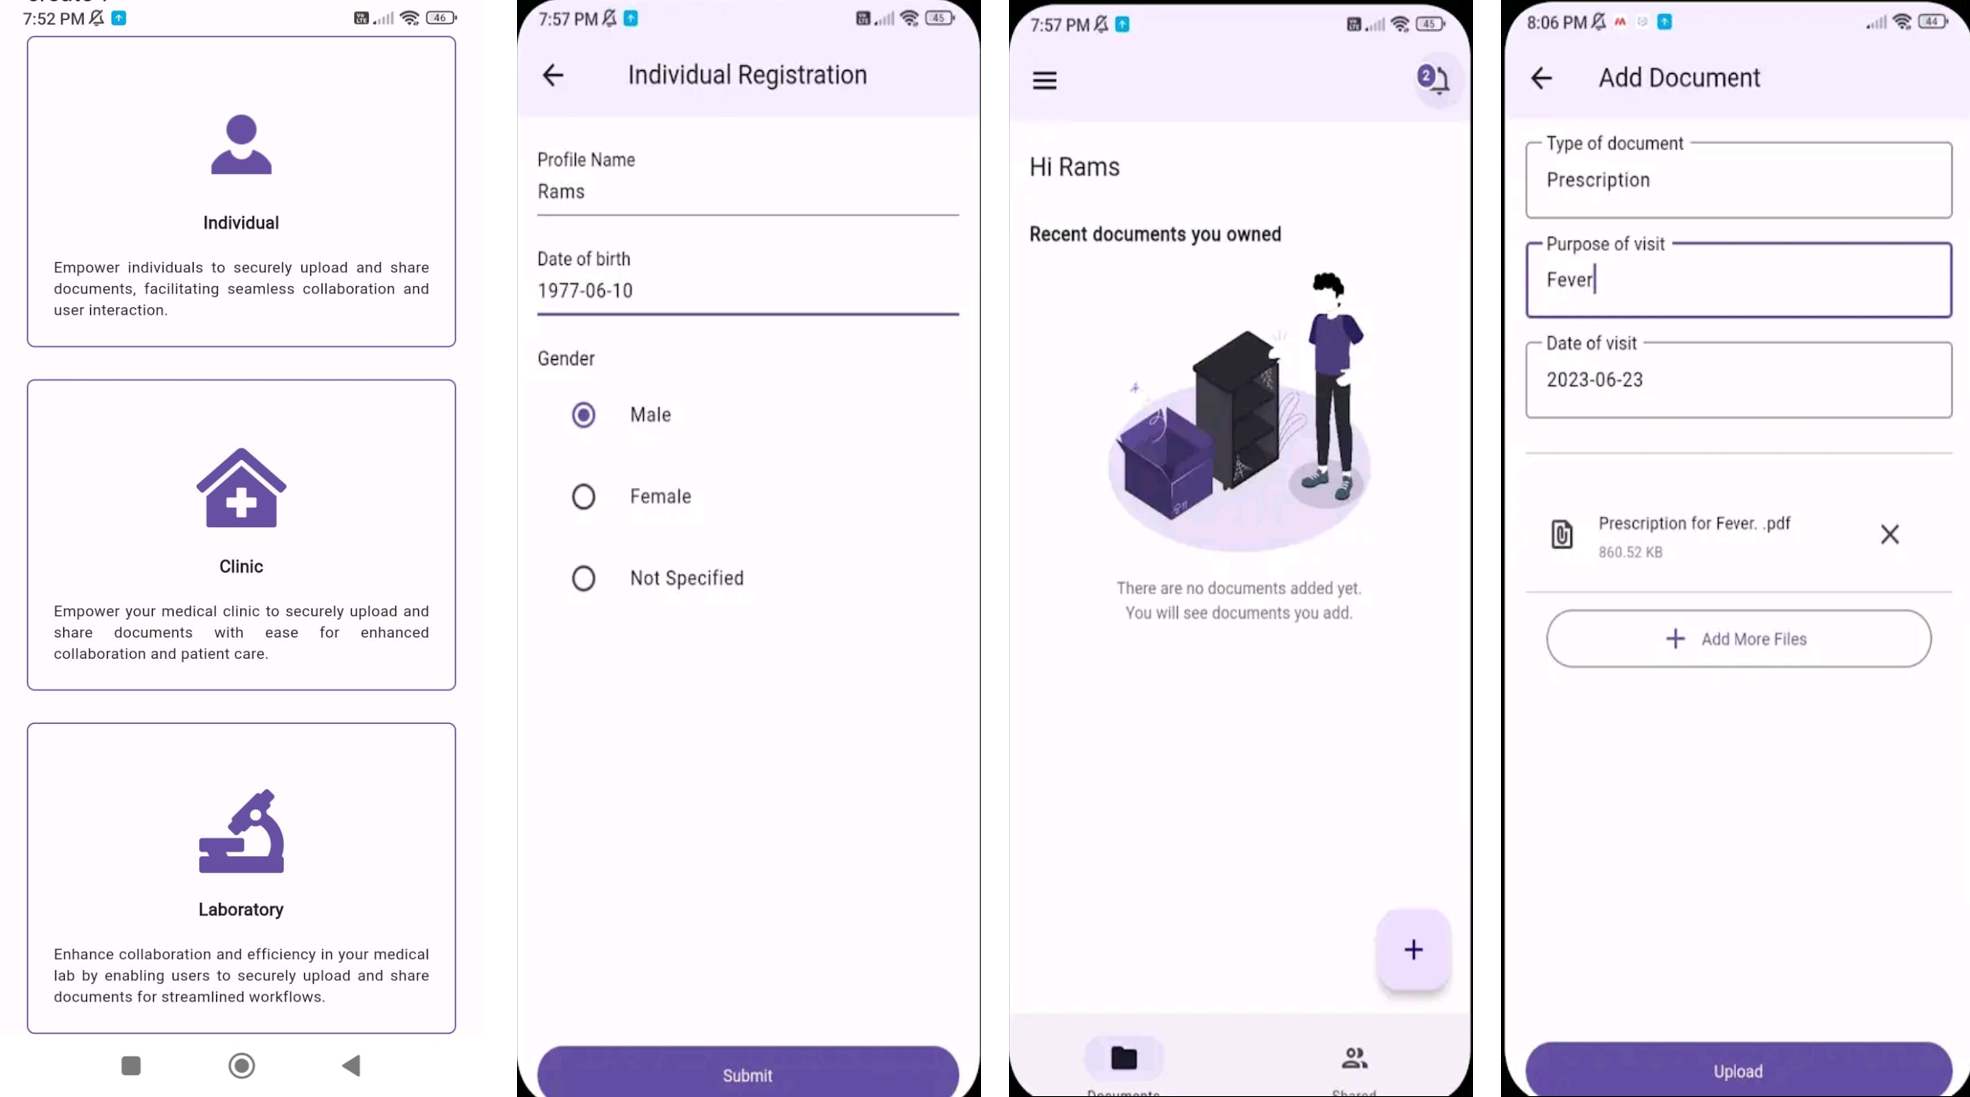 7:52 PM
46
Individual
Empower individuals to securely upload and share
documents, facilitating seamless collaboration and
user interaction.
Clinic
Empower your medical clinic to securely upload and
share documents with ease for enhanced
collaboration and patient care.
Laboratory
Enhance collaboration and efficiency in your medical
lab by enabling users to securely upload and share
documents for streamlined workflows.
7:57 PM
45
Individual Registration
Profile Name
Rams
Date of birth
1977-06-10
Gender
Male
Female
Not Specified
Submit
7:57 PM
45
2
Hi Rams
Recent documents you owned
There are no documents added yet.
You will see documents you add.
Documents
Shared
8:06 PM
44
Add Document
Type of document
Prescription
Purpose of visit
Fever
Date of visit
2023-06-23
Prescription for Fever. .pdf
860.52 KB
Add More Files
Upload